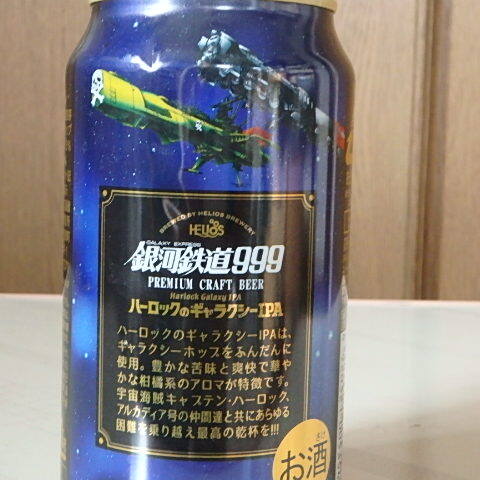 BREWED BY HELIOS BREWERY
HELIOS
GALAXY EXPRESS
銀河鉄道999
PREMIUM CRAFT BEER
Harlock Galaxy IPA
ハーロックのギャラクシーIPA
ハーロックのギャラクシーIPAは、
ギャラクシーホップをふんだんに
使用。豊かな苦味と爽快で華や
かな柑橘系のアロマが特徴です。
宇宙海賊キャプテン・ハーロック、
アルカディア号の仲間達と共にあらゆる
困難を乗り越え最高の乾杯を!!!
さけ
お酒